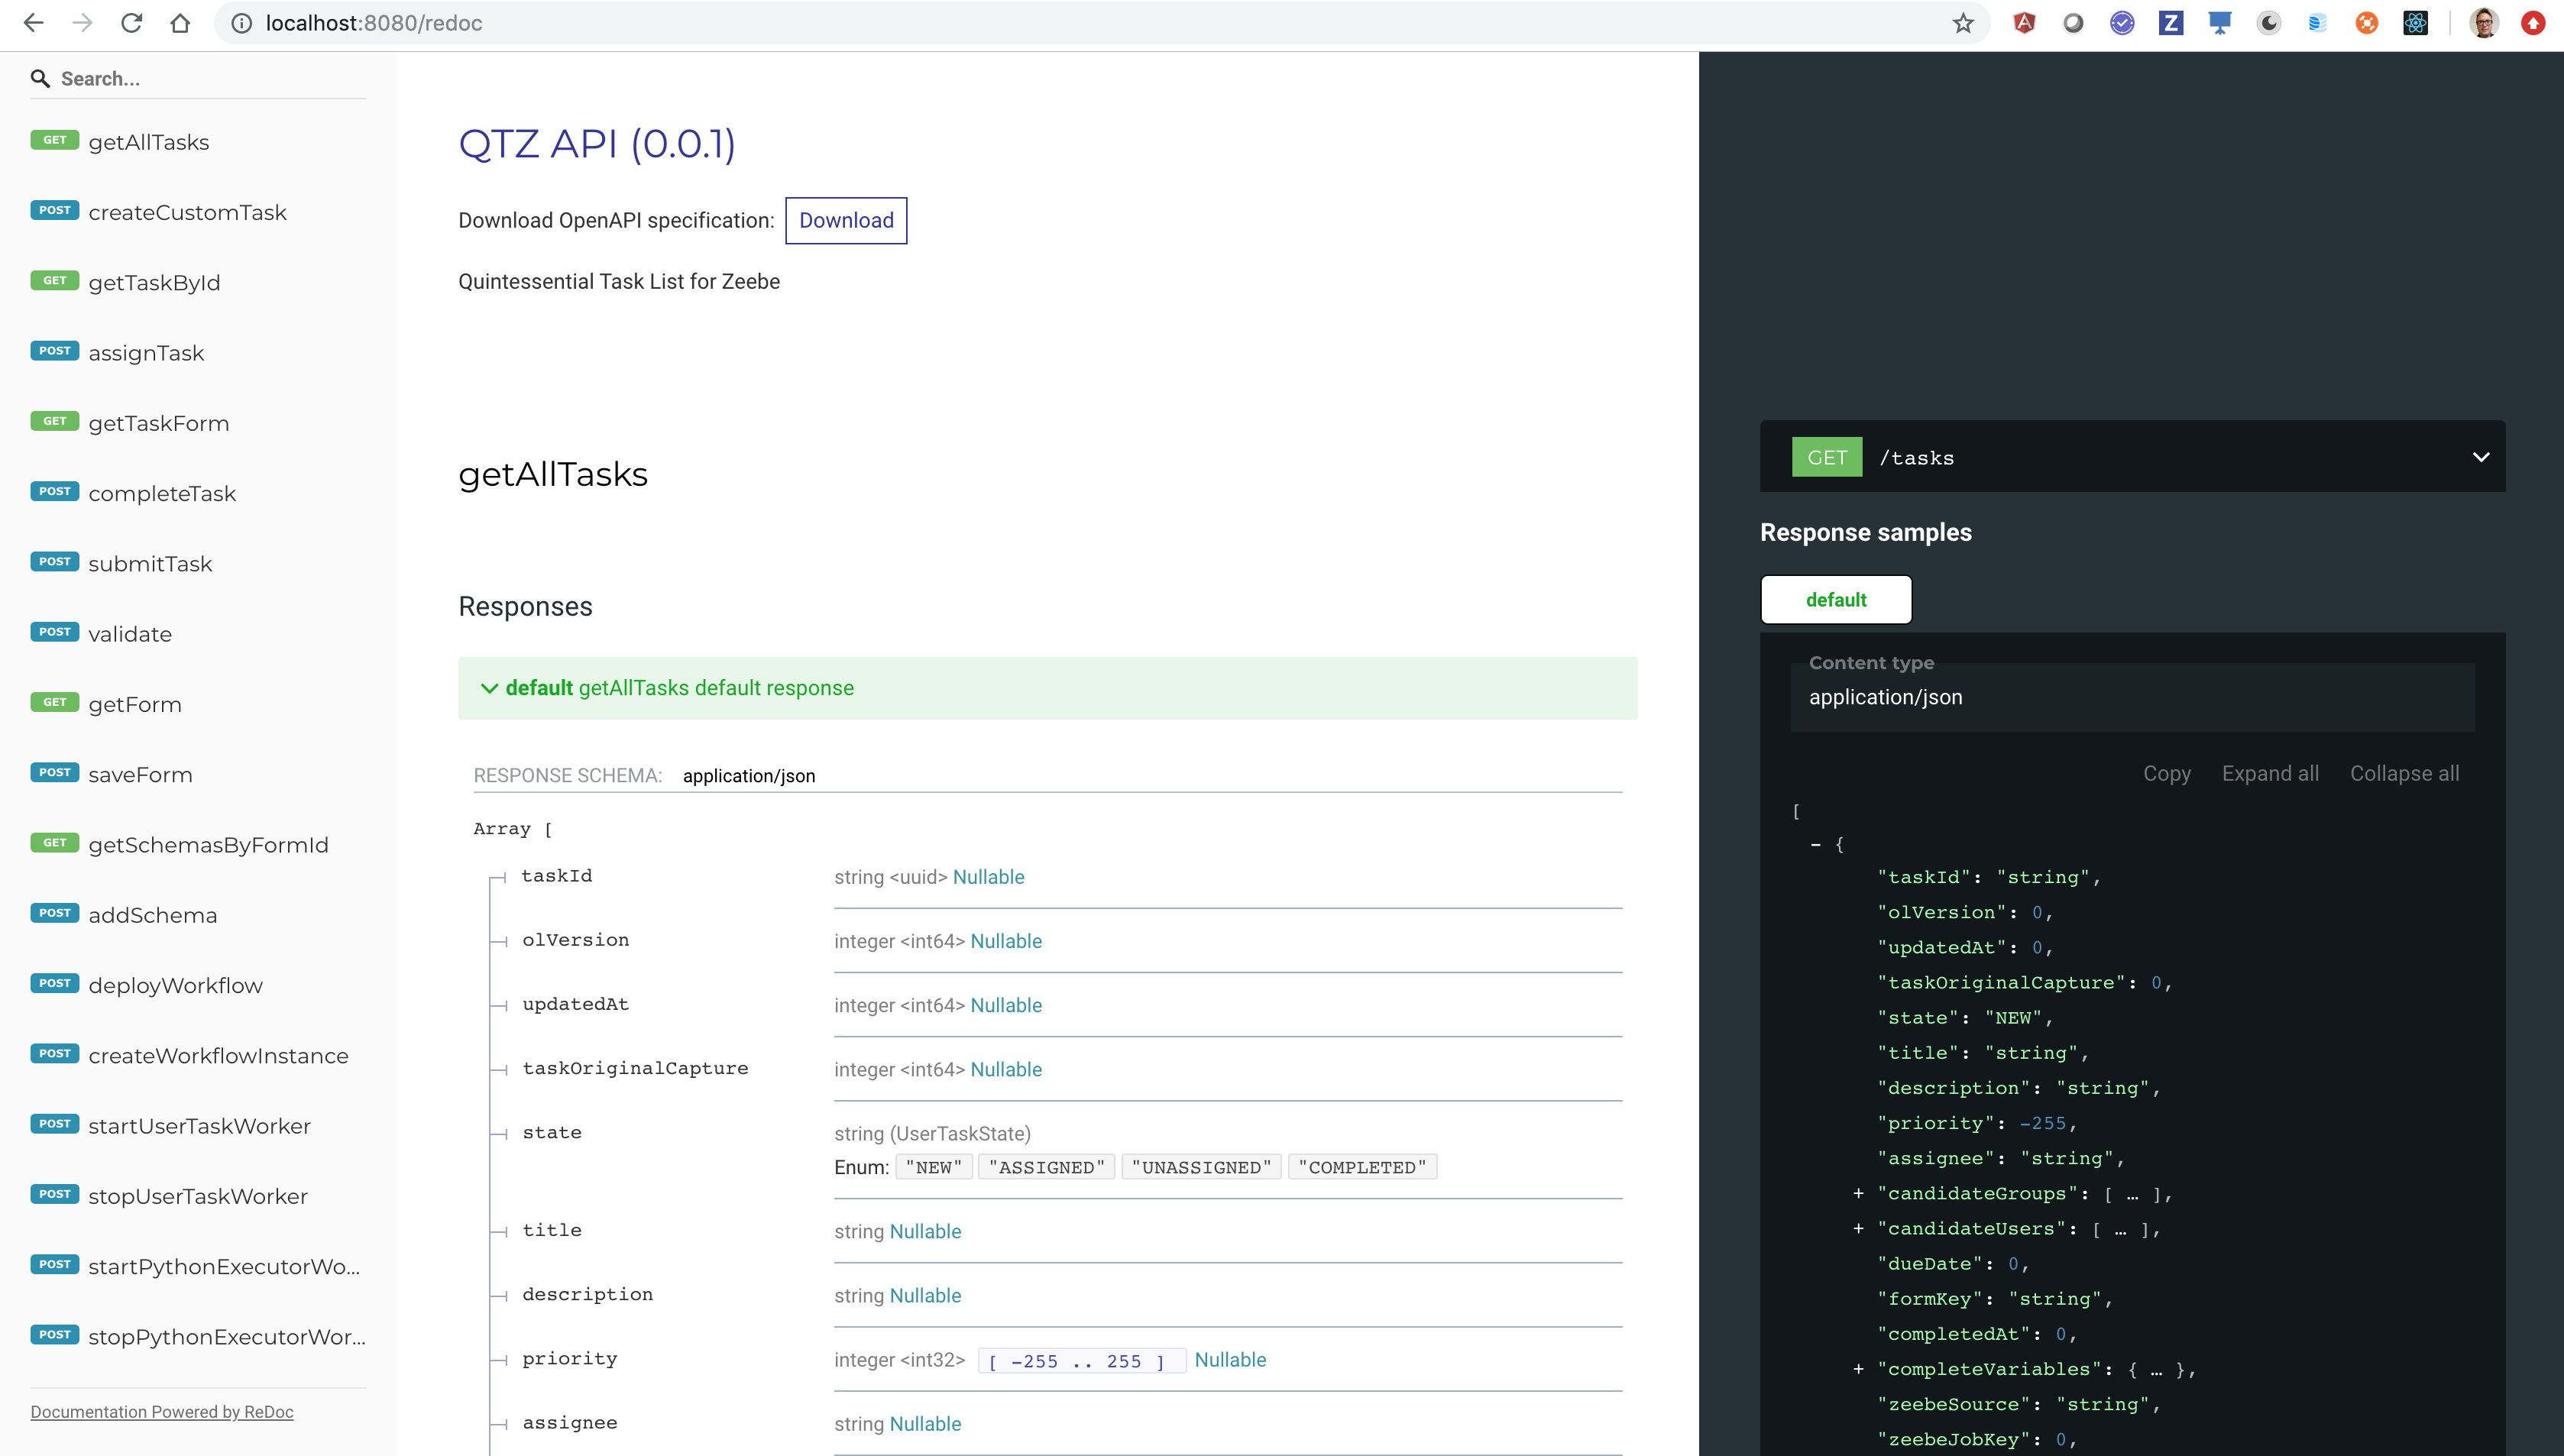 localhost:8080/redoc
Search...
GET getAllTasks
POST createCustomTask
GET getTaskById
POST assignTask
GET getTaskForm
POST completeTask
POST submitTask
POST validate
GET getForm
POST saveForm
GET getSchemasByFormId
POST addSchema
POST deployWorkflow
POST createWorkflowInstance
POST startUserTaskWorker
POST stopUserTaskWorker
POST startPythonExecutorWo...
POST stopPythonExecutorWor...
Documentation Powered by ReDoc
QTZ API (0.0.1)
Download OpenAPI specification: Download
Quintessential Task List for Zeebe
getAllTasks
Responses
default getAllTasks default response
RESPONSE SCHEMA: application/json
Array [
taskId string <uuid> Nullable
olVersion integer <int64> Nullable
updatedAt integer <int64> Nullable
taskOriginalCapture integer <int64> Nullable
state string (UserTaskState)
Enum: "NEW" "ASSIGNED" "UNASSIGNED" "COMPLETED"
title string Nullable
description string Nullable
priority integer <int32> [ -255 .. 255 ] Nullable
assignee string Nullable
GET /tasks
Response samples
default
Content type
application/json
Copy Expand all Collapse all
[
- {
"taskId": "string",
"olVersion": 0,
"updatedAt": 0,
"taskOriginalCapture": 0,
"state": "NEW",
"title": "string",
"description": "string",
"priority": -255,
"assignee": "string",
+ "candidateGroups": [ … ],
+ "candidateUsers": [ … ],
"dueDate": 0,
"formKey": "string",
"completedAt": 0,
+ "completeVariables": { … },
"zeebeSource": "string",
"zeebeJobKey": 0,